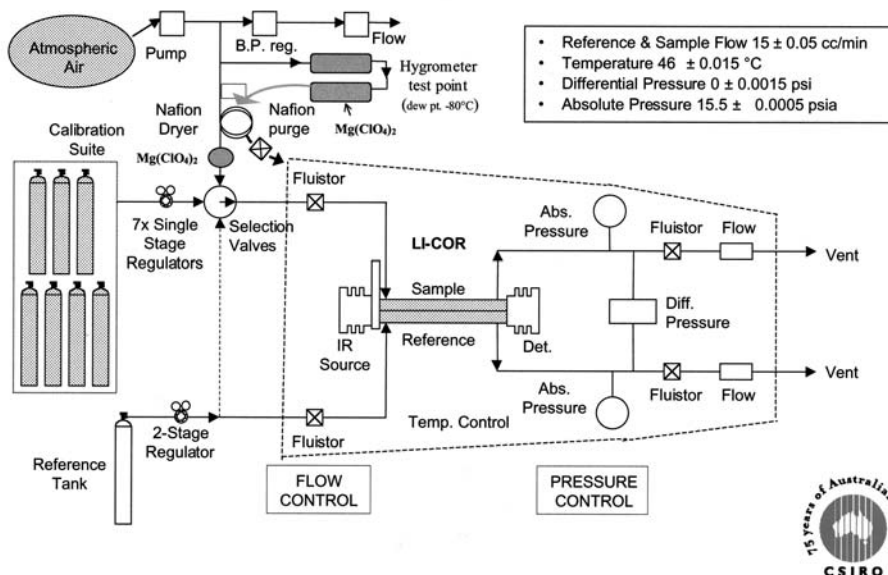 Atmospheric
Air
Pump
B.P. reg.
Flow
Hygrometer
test point
(dew pt. -80°C)
Nafion
Dryer
Nafion
purge
Mg(ClO₄)₂
Mg(ClO₄)₂
• Reference & Sample Flow 15 ± 0.05 cc/min
• Temperature 46 ± 0.015 °C
• Differential Pressure 0 ± 0.0015 psi
• Absolute Pressure 15.5 ± 0.0005 psia
Calibration
Suite
7x Single
Stage
Regulators
Selection
Valves
Fluistor
LI-COR
Abs.
Pressure
Fluistor
Flow
Vent
Sample
Reference
IR
Source
Det.
Diff.
Pressure
Abs.
Pressure
Fluistor
Flow
Vent
Temp. Control
Fluistor
2-Stage
Regulator
Reference
Tank
FLOW
CONTROL
PRESSURE
CONTROL
75 years of Australia
CSIRO